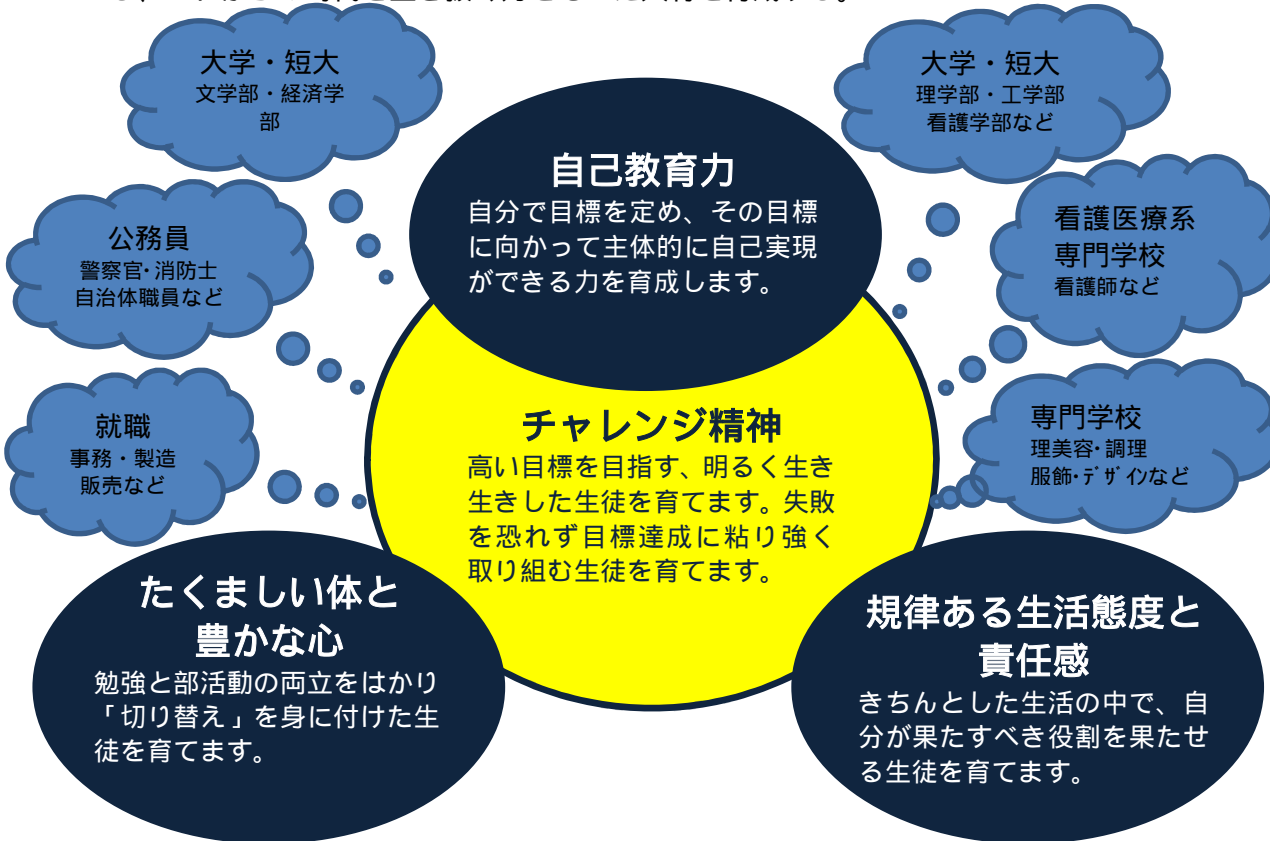 大学・短大
文学部・経済学
部
大学・短大
理学部・工学部
看護学部など
自己教育力
自分で目標を定め、その目標
に向かって主体的に自己実現
ができる力を育成します。
公務員
警察官・消防士
自治体職員など
看護医療系
専門学校
看護師など
就職
事務・製造
販売など
チャレンジ精神
高い目標を目指す、明るく生き
生きした生徒を育てます。失敗
を恐れず目標達成に粘り強く
取り組む生徒を育てます。
専門学校
理美容・調理
服飾・デザインなど
たくましい体と
豊かな心
勉強と部活動の両立をはかり
「切り替え」を身に付けた生
徒を育てます。
規律ある生活態度と
責任感
きちんとした生活の中で、自
分が果たすべき役割を果たせ
る生徒を育てます。